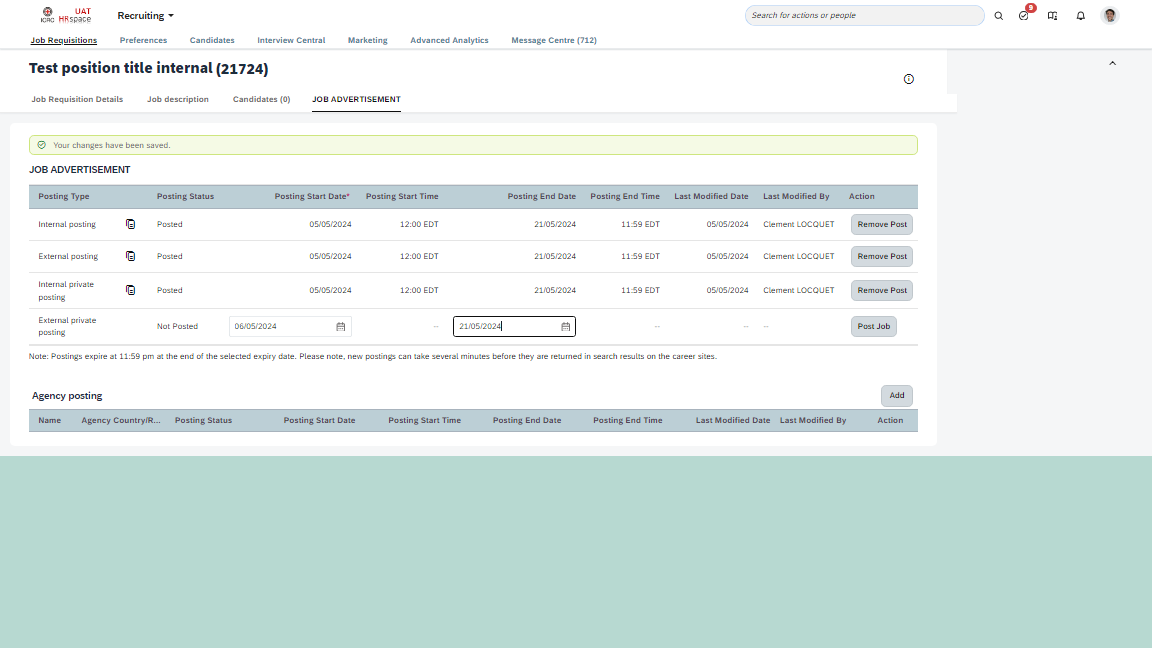 ICRC UAT HRspace Recruiting Search for actions or people 9
Job Requisitions Preferences Candidates Interview Central Marketing Advanced Analytics Message Centre (712)
Test position title internal (21724)
Job Requisition Details Job description Candidates (0) JOB ADVERTISEMENT
Your changes have been saved.
JOB ADVERTISEMENT
Posting Type Posting Status Posting Start Date* Posting Start Time Posting End Date Posting End Time Last Modified Date Last Modified By Action
Internal posting Posted 05/05/2024 12:00 EDT 21/05/2024 11:59 EDT 05/05/2024 Clement LOCQUET Remove Post
External posting Posted 05/05/2024 12:00 EDT 21/05/2024 11:59 EDT 05/05/2024 Clement LOCQUET Remove Post
Internal private posting Posted 05/05/2024 12:00 EDT 21/05/2024 11:59 EDT 05/05/2024 Clement LOCQUET Remove Post
External private posting Not Posted 06/05/2024 -- 21/05/2024 -- -- -- Post Job
Note: Postings expire at 11:59 pm at the end of the selected expiry date. Please note, new postings can take several minutes before they are returned in search results on the career sites.
Agency posting Add
Name Agency Country/R... Posting Status Posting Start Date Posting Start Time Posting End Date Posting End Time Last Modified Date Last Modified By Action